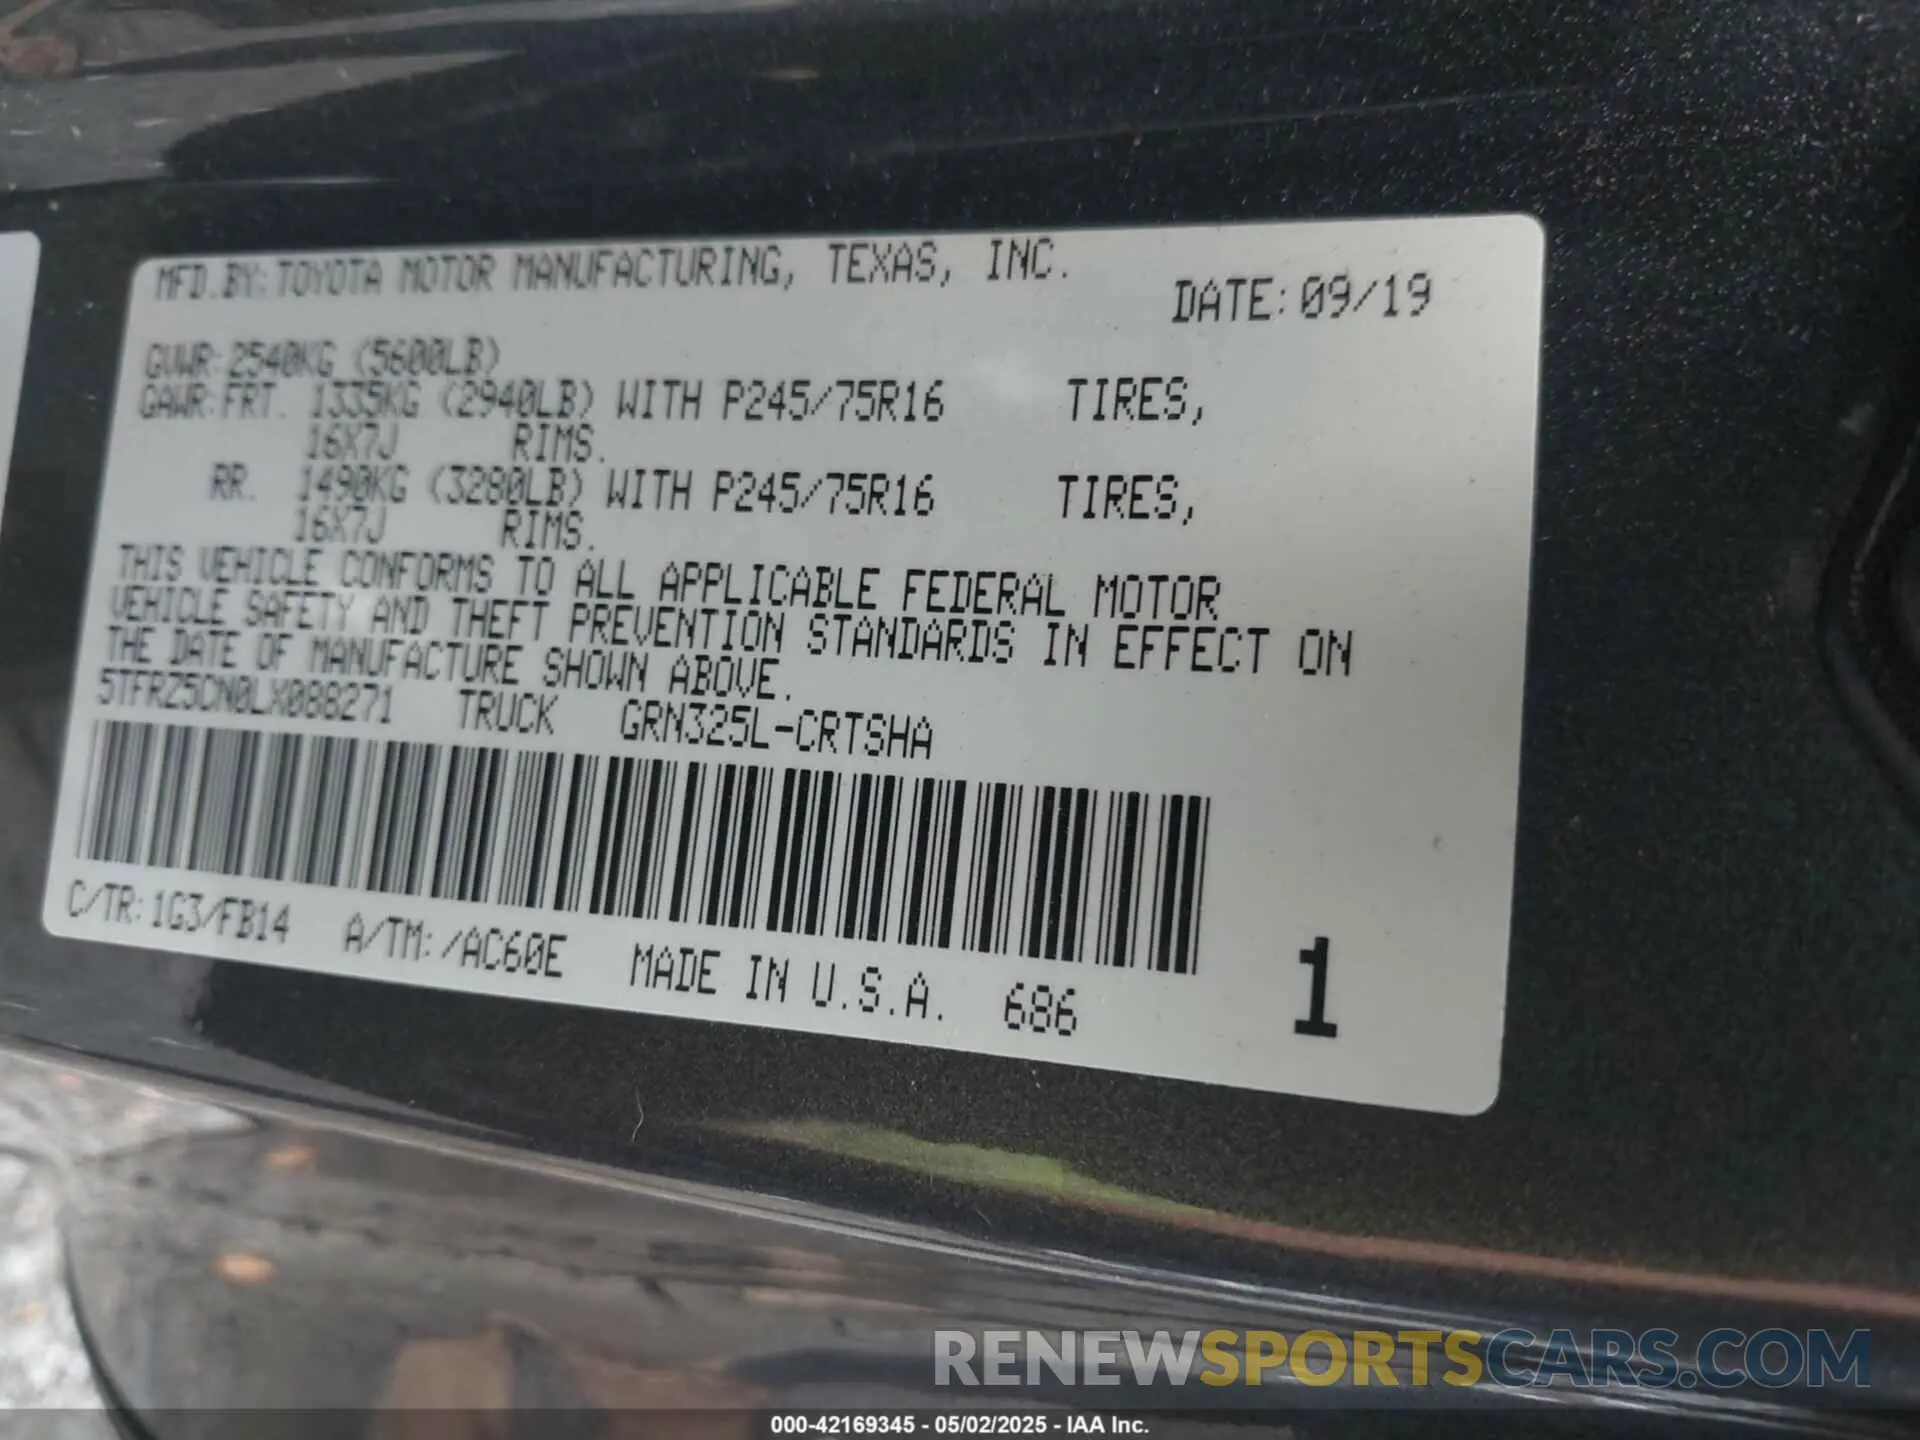 MFD.BY:TOYOTA MOTOR MANUFACTURING, TEXAS, INC.
DATE:09/19
GVWR:2540KG (5600LB)
GAWR:FRT. 1335KG (2940LB) WITH P245/75R16 TIRES,
16X7J RIMS.
RR. 1490KG (3280LB) WITH P245/75R16 TIRES,
16X7J RIMS.
THIS VEHICLE CONFORMS TO ALL APPLICABLE FEDERAL MOTOR
VEHICLE SAFETY AND THEFT PREVENTION STANDARDS IN EFFECT ON
THE DATE OF MANUFACTURE SHOWN ABOVE.
5TFRZ5CN0LX088271 TRUCK GRN325L-CRTSHA
C/TR:1G3/FB14 A/TM:/AC60E MADE IN U.S.A. 686
1
RENEWSPORTSCARS.COM
000-42169345 - 05/02/2025 - IAA Inc.